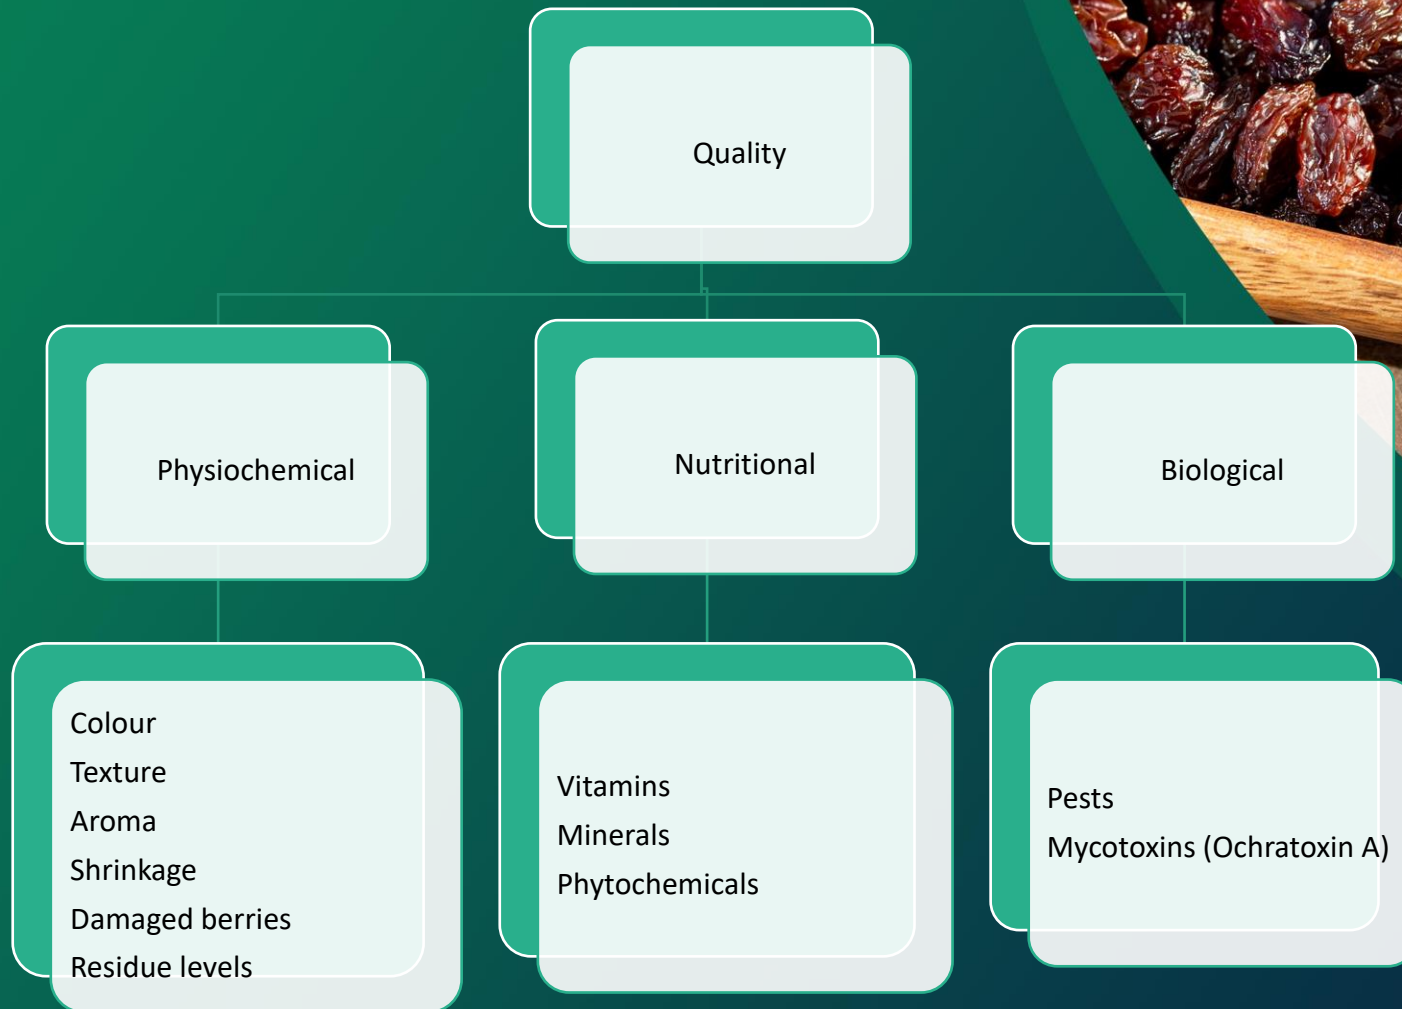 Quality
Physiochemical
Nutritional
Biological
Colour
Texture
Aroma
Shrinkage
Damaged berries
Residue levels
Vitamins
Minerals
Phytochemicals
Pests
Mycotoxins (Ochratoxin A)